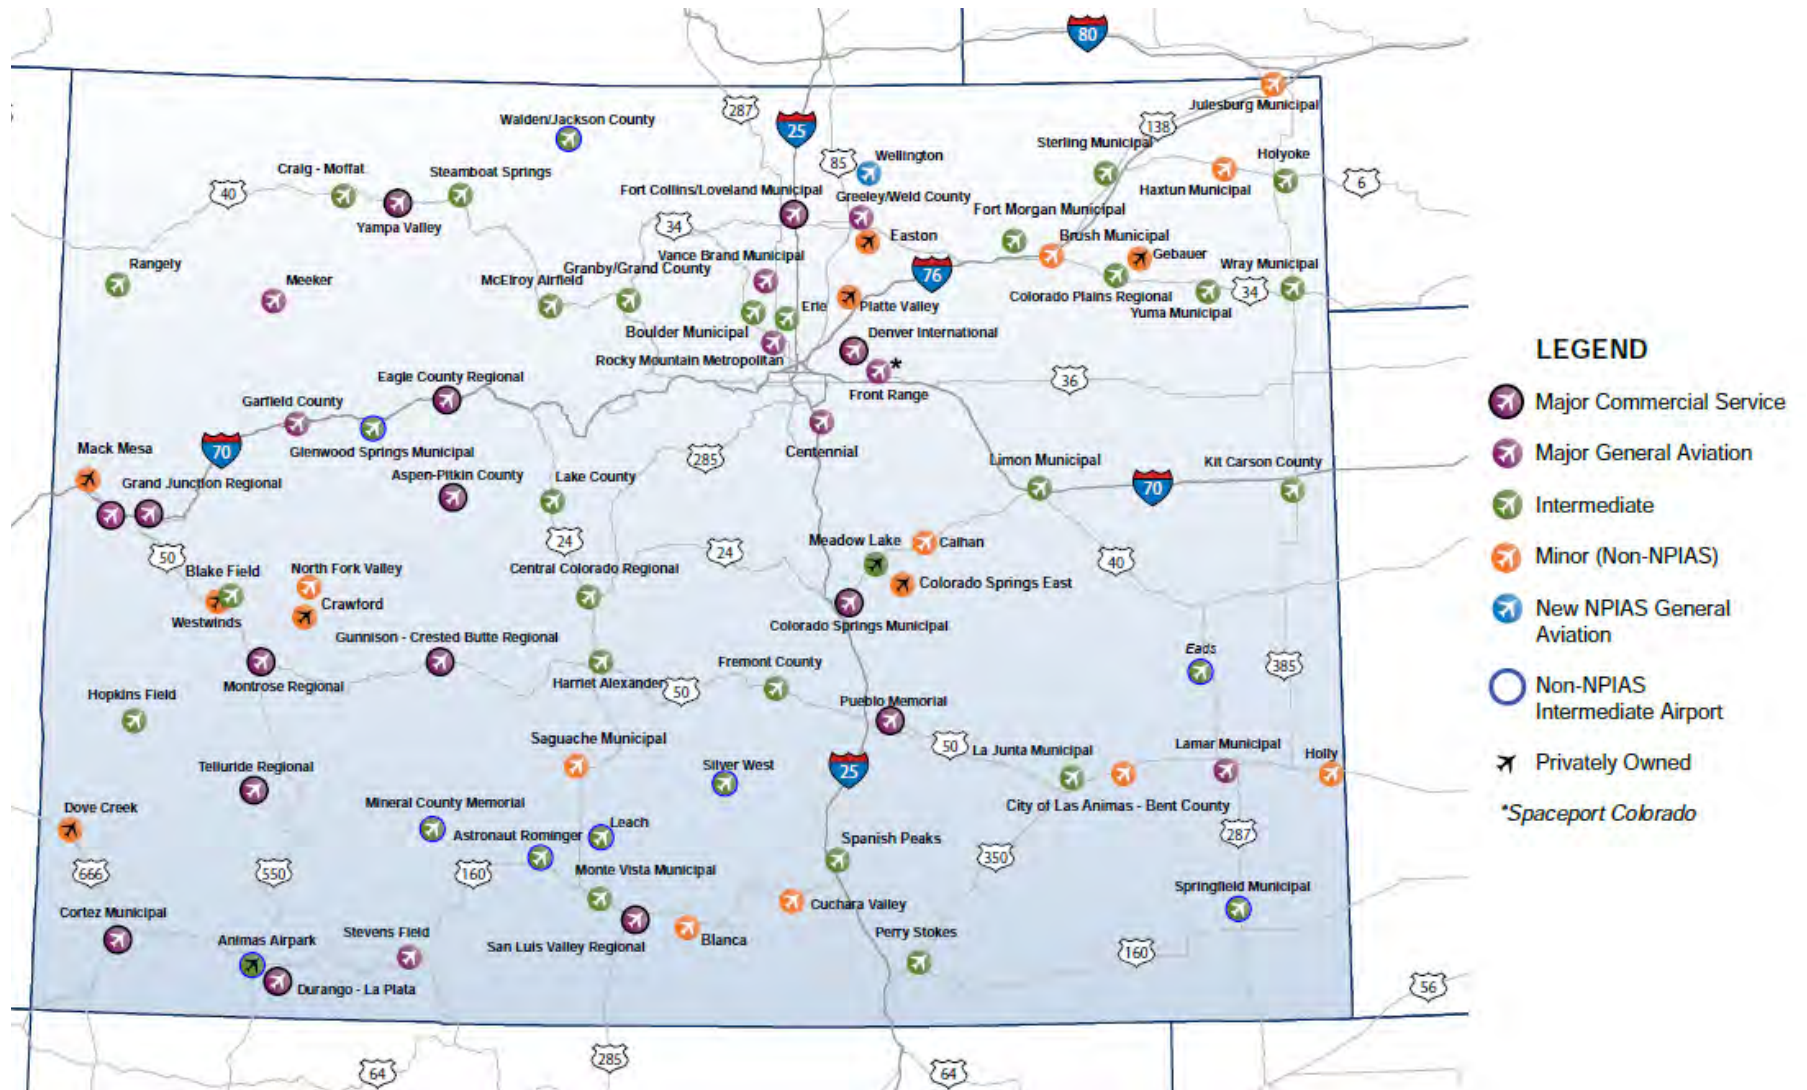 80
Julesburg Municipal
287
Walden/Jackson County
25
138
Sterling Municipal
85
Wellington
Holyoke
Craig - Moffat
Steamboat Springs
40
Fort Collins/Loveland Municipal
Greeley/Weld County
Haxtun Municipal
6
Yampa Valley
34
Fort Morgan Municipal
Easton
Brush Municipal
Gebauer
Vance Brand Municipal
Rangely
Granby/Grand County
76
Wray Municipal
Meeker
McElroy Airfield
Colorado Plains Regional
34
Erie
Platte Valley
Yuma Municipal
Boulder Municipal
Denver International
Rocky Mountain Metropolitan
*
LEGEND
Eagle County Regional
36
Front Range
Garfield County
Major Commercial Service
Mack Mesa
70
Glenwood Springs Municipal
Centennial
Major General Aviation
285
Limon Municipal
Kit Carson County
Grand Junction Regional
Aspen-Pitkin County
Lake County
70
Intermediate
24
Meadow Lake
Calhan
50
24
Minor (Non-NPIAS)
Blake Field
North Fork Valley
Central Colorado Regional
40
Colorado Springs East
Crawford
New NPIAS General
Aviation
Westwinds
Colorado Springs Municipal
Gunnison - Crested Butte Regional
Eads
Fremont County
385
Montrose Regional
Harriet Alexander
50
Non-NPIAS
Intermediate Airport
Hopkins Field
Pueblo Memorial
Saguache Municipal
50
La Junta Municipal
Lamar Municipal
Holly
Telluride Regional
Silver West
25
Privately Owned
Dove Creek
Mineral County Memorial
City of Las Animas - Bent County
*Spaceport Colorado
Astronaut Rominger
Leach
287
Spanish Peaks
350
666
550
160
Monte Vista Municipal
Springfield Municipal
Cortez Municipal
Cuchara Valley
Animas Airpark
Stevens Field
San Luis Valley Regional
Blanca
Perry Stokes
160
Durango - La Plata
56
285
64
64